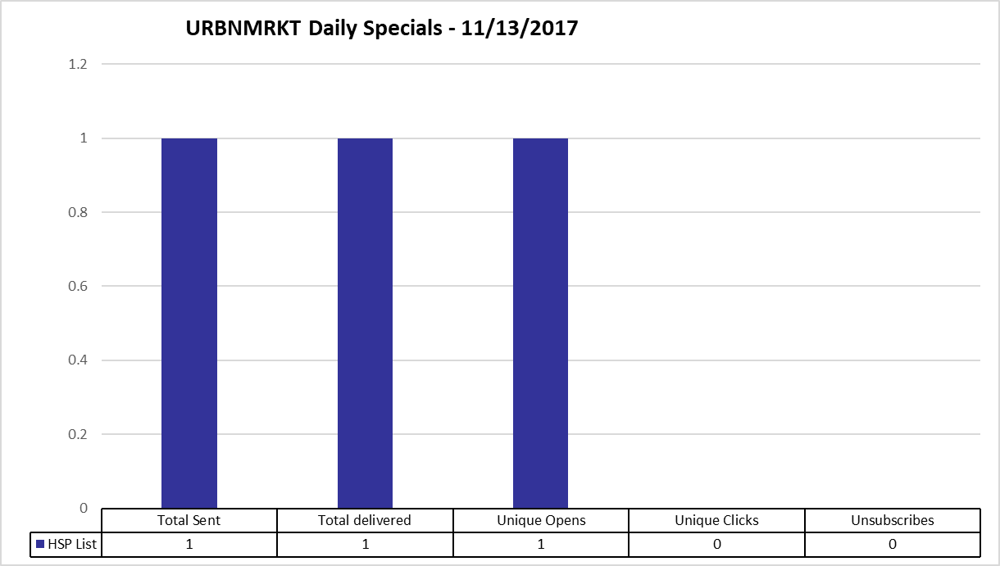 URBNMRKT Daily Specials - 11/13/2017
1.2
1
0.8
0.6
0.4
0.2
0
Total Sent Total delivered Unique Opens Unique Clicks Unsubscribes
HSP List 1 1 1 0 0